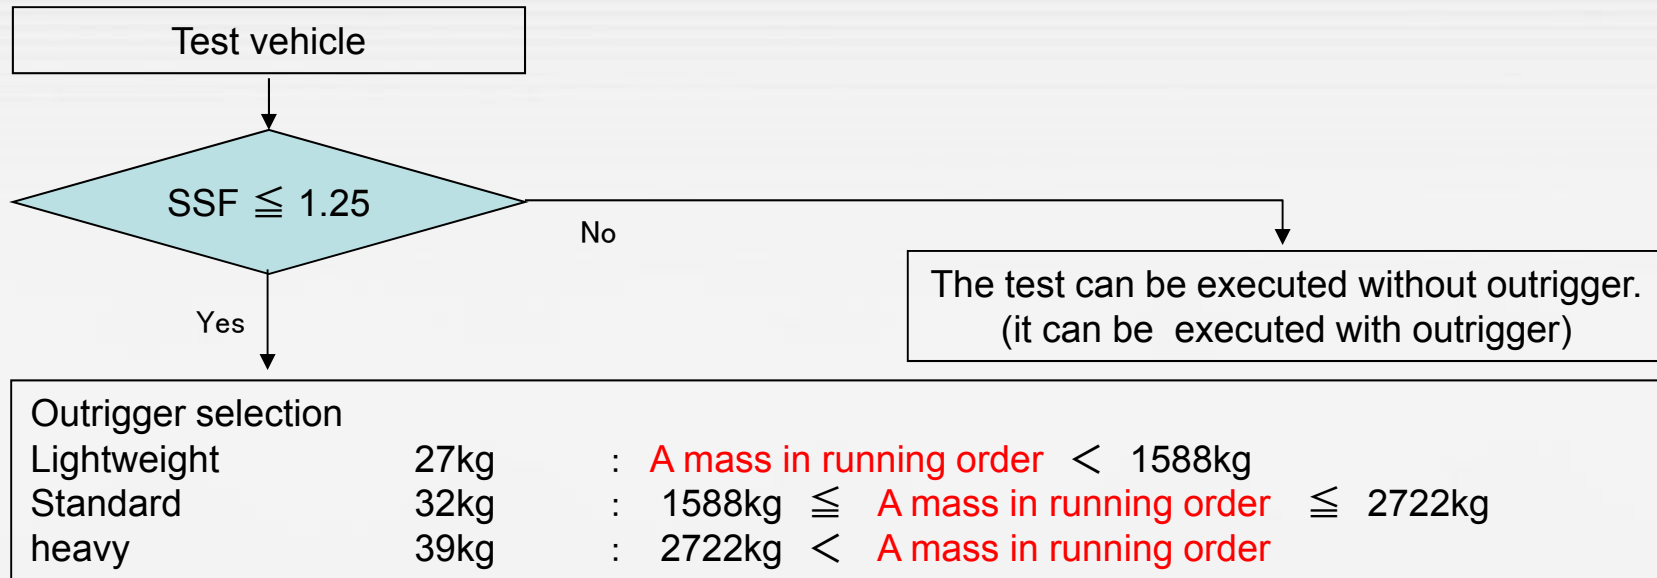 Test vehicle
SSF ≦ 1.25
No
The test can be executed without outrigger.
(it can be executed with outrigger)
Yes
Outrigger selection
Lightweight 27kg : A mass in running order ＜ 1588kg
Standard 32kg : 1588kg ≦ A mass in running order ≦ 2722kg
heavy 39kg : 2722kg ＜ A mass in running order